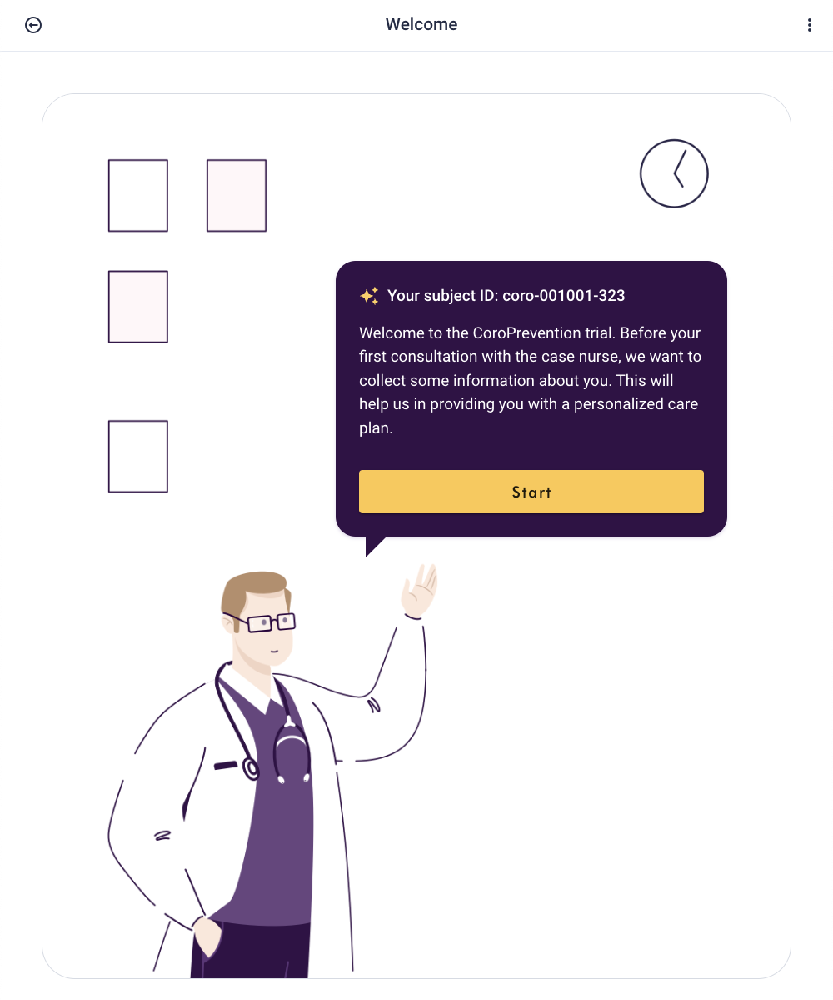 Welcome
Your subject ID: coro-001001-323
Welcome to the CoroPrevention trial. Before your
first consultation with the case nurse, we want to
collect some information about you. This will
help us in providing you with a personalized care
plan.
Start